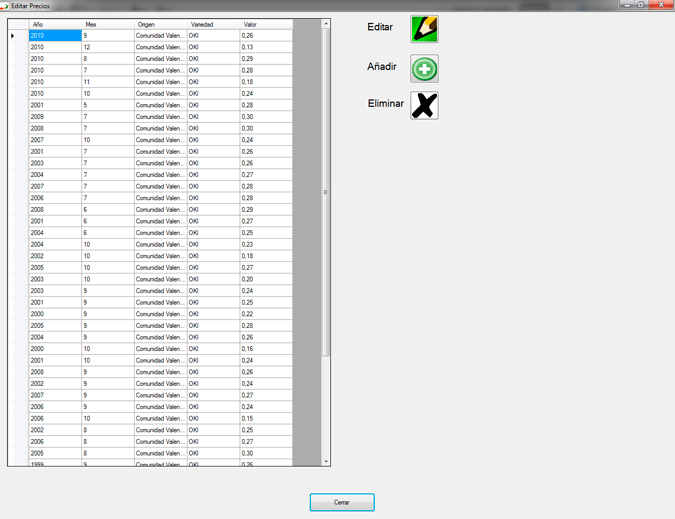 Editar Precios
Año Mes Origen Variedad Valor
2010 9 Comunidad Valen... OKI 0,26
2010 12 Comunidad Valen... OKI 0,13
2010 8 Comunidad Valen... OKI 0,29
2010 7 Comunidad Valen... OKI 0,28
2010 11 Comunidad Valen... OKI 0,18
2010 10 Comunidad Valen... OKI 0,24
2001 5 Comunidad Valen... OKI 0,28
2009 7 Comunidad Valen... OKI 0,30
2008 7 Comunidad Valen... OKI 0,30
2007 10 Comunidad Valen... OKI 0,24
2001 7 Comunidad Valen... OKI 0,26
2003 7 Comunidad Valen... OKI 0,26
2004 7 Comunidad Valen... OKI 0,27
2007 7 Comunidad Valen... OKI 0,28
2006 7 Comunidad Valen... OKI 0,28
2008 6 Comunidad Valen... OKI 0,29
2001 6 Comunidad Valen... OKI 0,27
2004 6 Comunidad Valen... OKI 0,25
2004 10 Comunidad Valen... OKI 0,23
2002 10 Comunidad Valen... OKI 0,18
2005 10 Comunidad Valen... OKI 0,27
2003 10 Comunidad Valen... OKI 0,20
2003 9 Comunidad Valen... OKI 0,24
2001 9 Comunidad Valen... OKI 0,25
2000 9 Comunidad Valen... OKI 0,22
2005 9 Comunidad Valen... OKI 0,28
2004 9 Comunidad Valen... OKI 0,26
2000 10 Comunidad Valen... OKI 0,16
2001 10 Comunidad Valen... OKI 0,24
2008 9 Comunidad Valen... OKI 0,26
2002 9 Comunidad Valen... OKI 0,24
2007 9 Comunidad Valen... OKI 0,27
2006 9 Comunidad Valen... OKI 0,24
2006 10 Comunidad Valen... OKI 0,15
2002 8 Comunidad Valen... OKI 0,25
2006 8 Comunidad Valen... OKI 0,27
2005 8 Comunidad Valen... OKI 0,30
1999 9 Comunidad Valen... OKI 0,26
Editar
Añadir
Eliminar
Cerrar